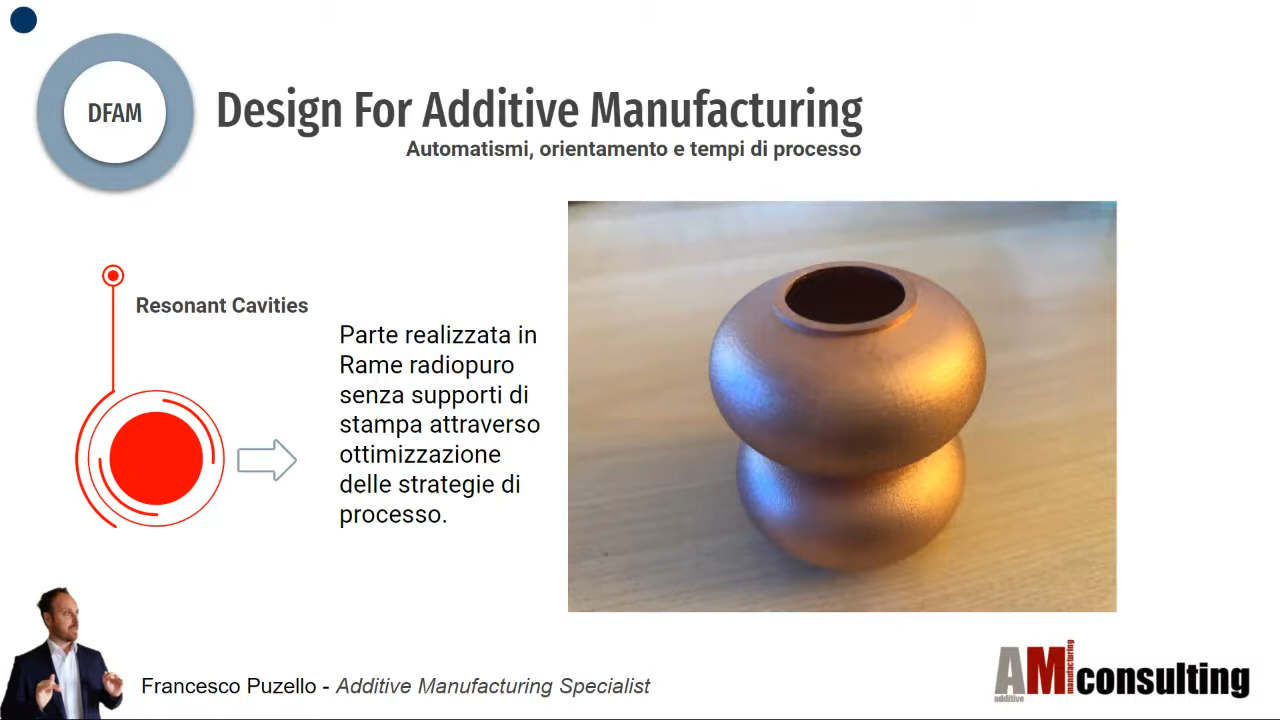 DFAM
Design For Additive Manufacturing
Automatismi, orientamento e tempi di processo
Resonant Cavities
Parte realizzata in
Rame radiopuro
senza supporti di
stampa attraverso
ottimizzazione
delle strategie di
processo.
Francesco Puzello - Additive Manufacturing Specialist
AM consulting
additive
manufacturing